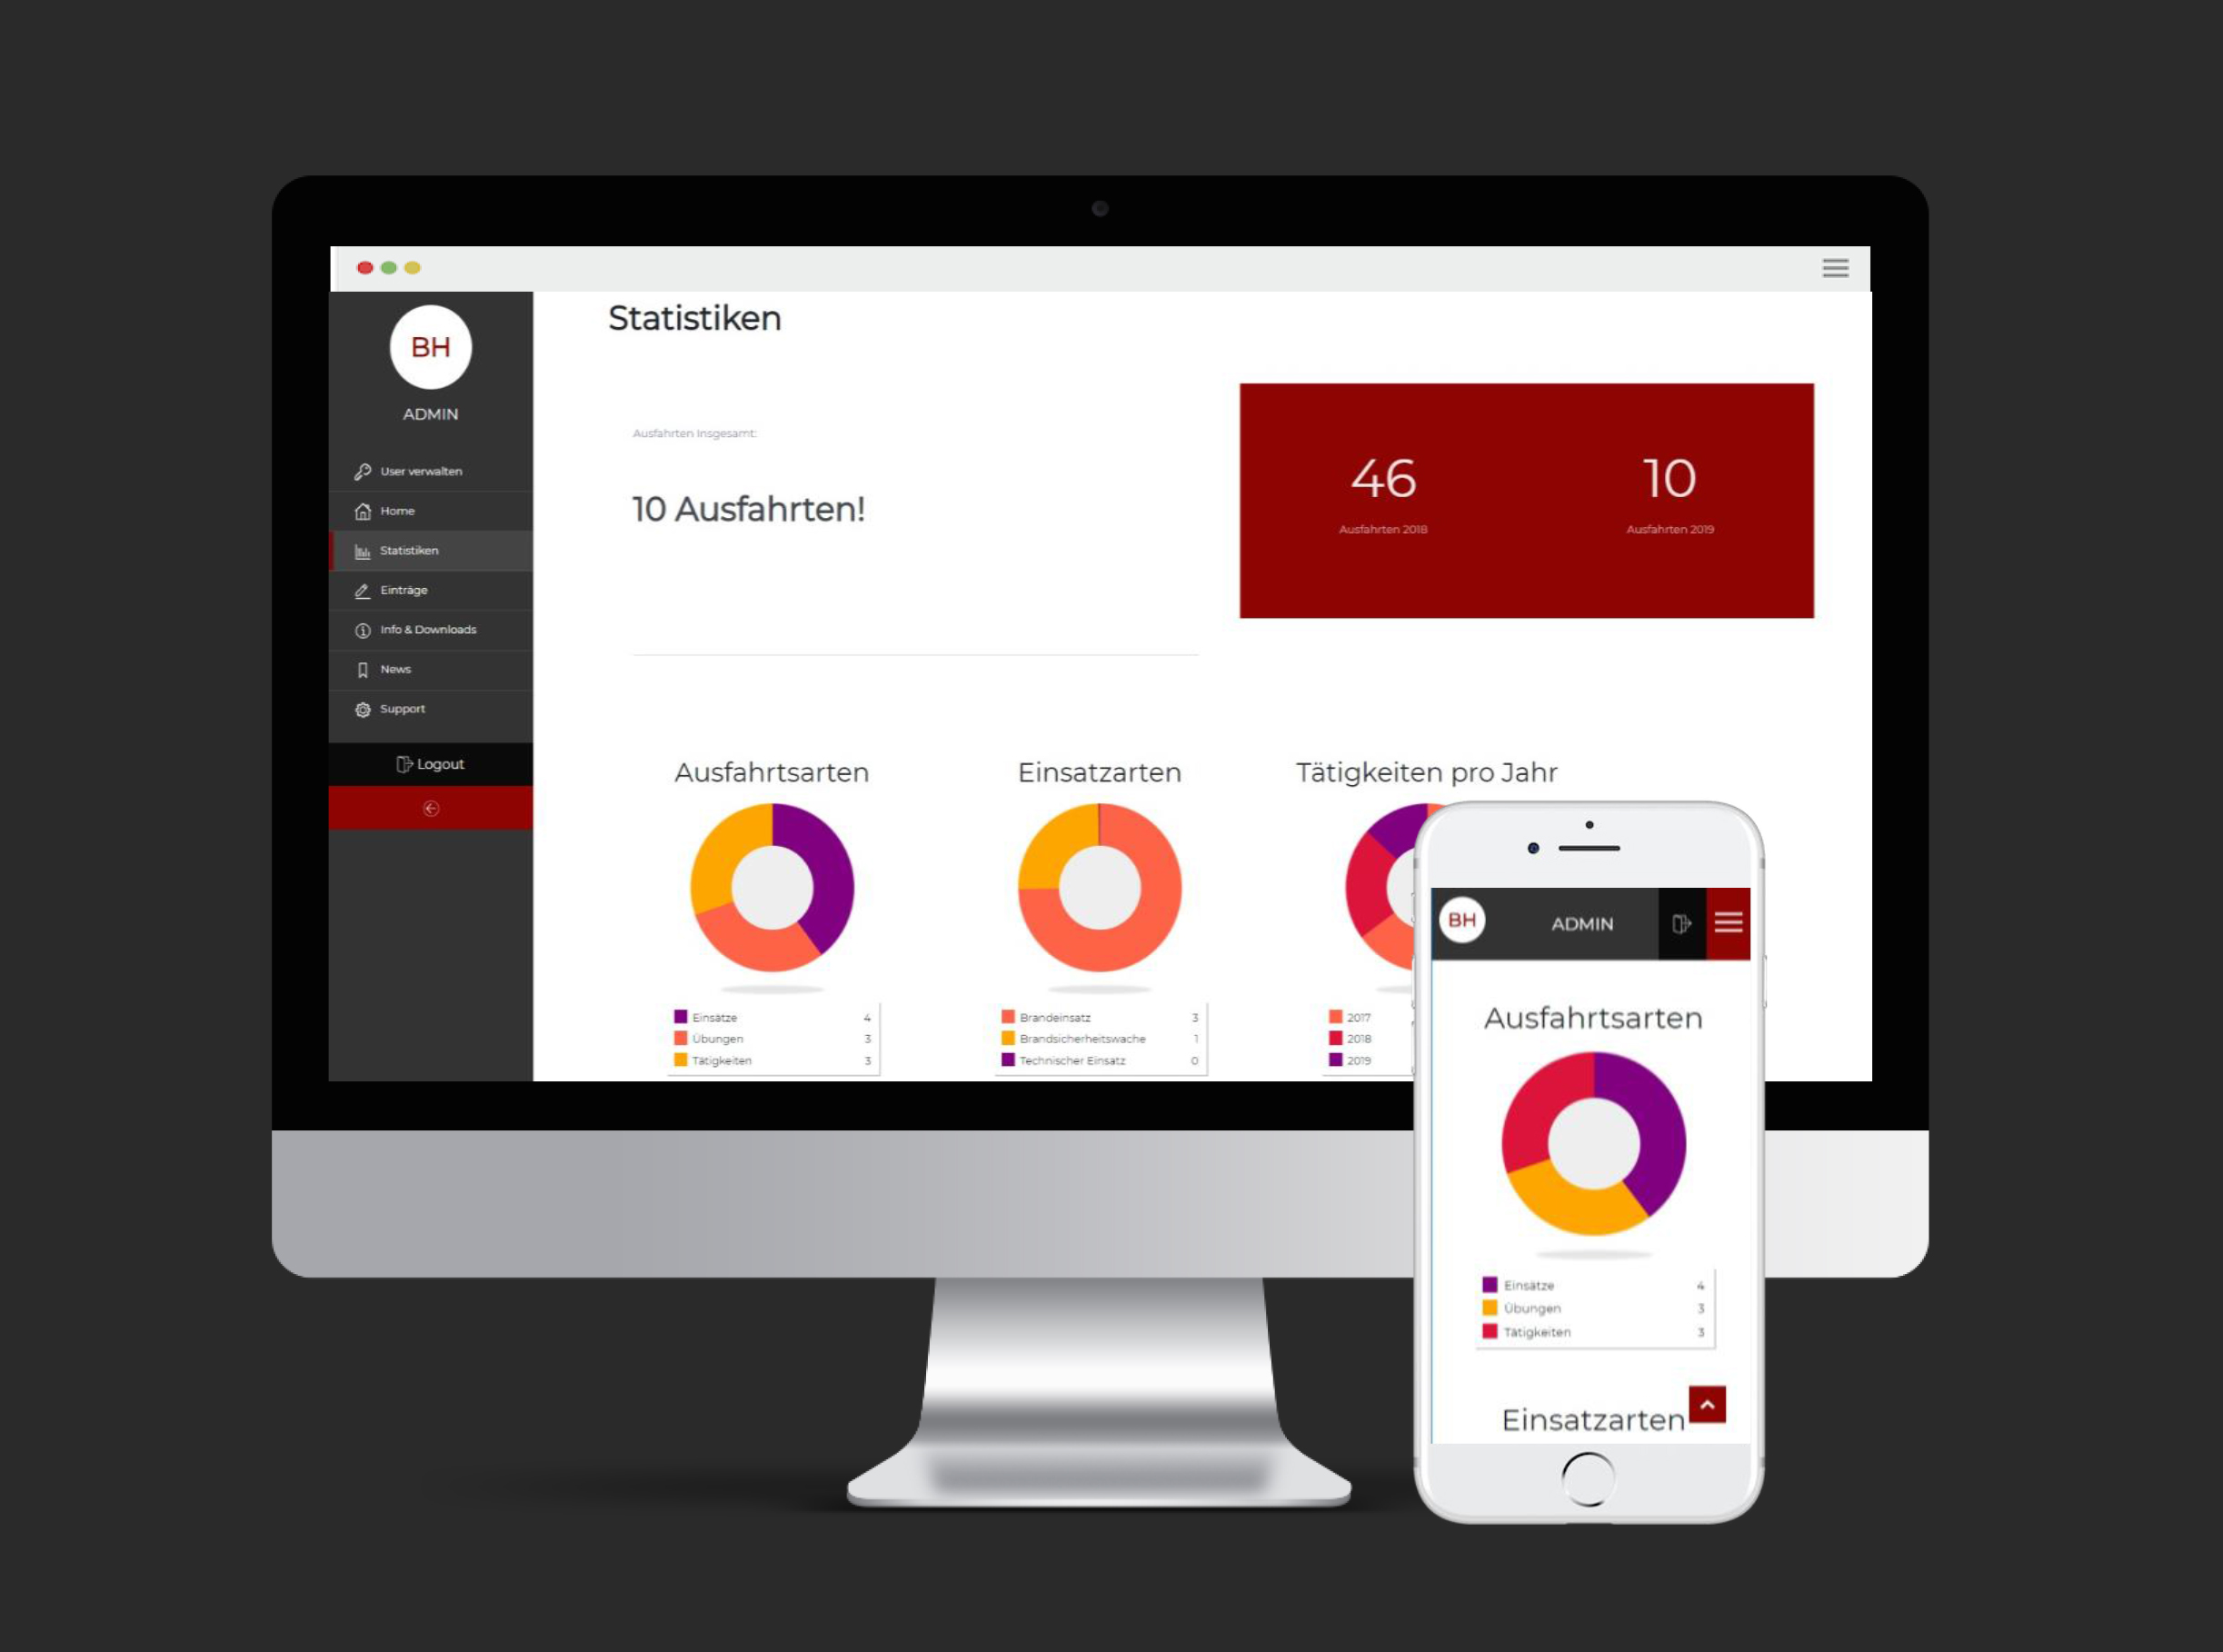 Statistiken
BH
ADMIN
User verwalten
Home
Statistiken
Einträge
Info & Downloads
News
Support
Logout
Ausfahrten Insgesamt:
10 Ausfahrten!
46
Ausfahrten 2018
10
Ausfahrten 2019
Ausfahrtsarten
Einsätze 4
Übungen 3
Tätigkeiten 3
Einsatzarten
Brandeinsatz 3
Brandsicherheitswache 1
Technischer Einsatz 0
Tätigkeiten pro Jahr
2017
2018
2019
BH
ADMIN
Ausfahrtsarten
Einsätze 4
Übungen 3
Tätigkeiten 3
Einsatzarten